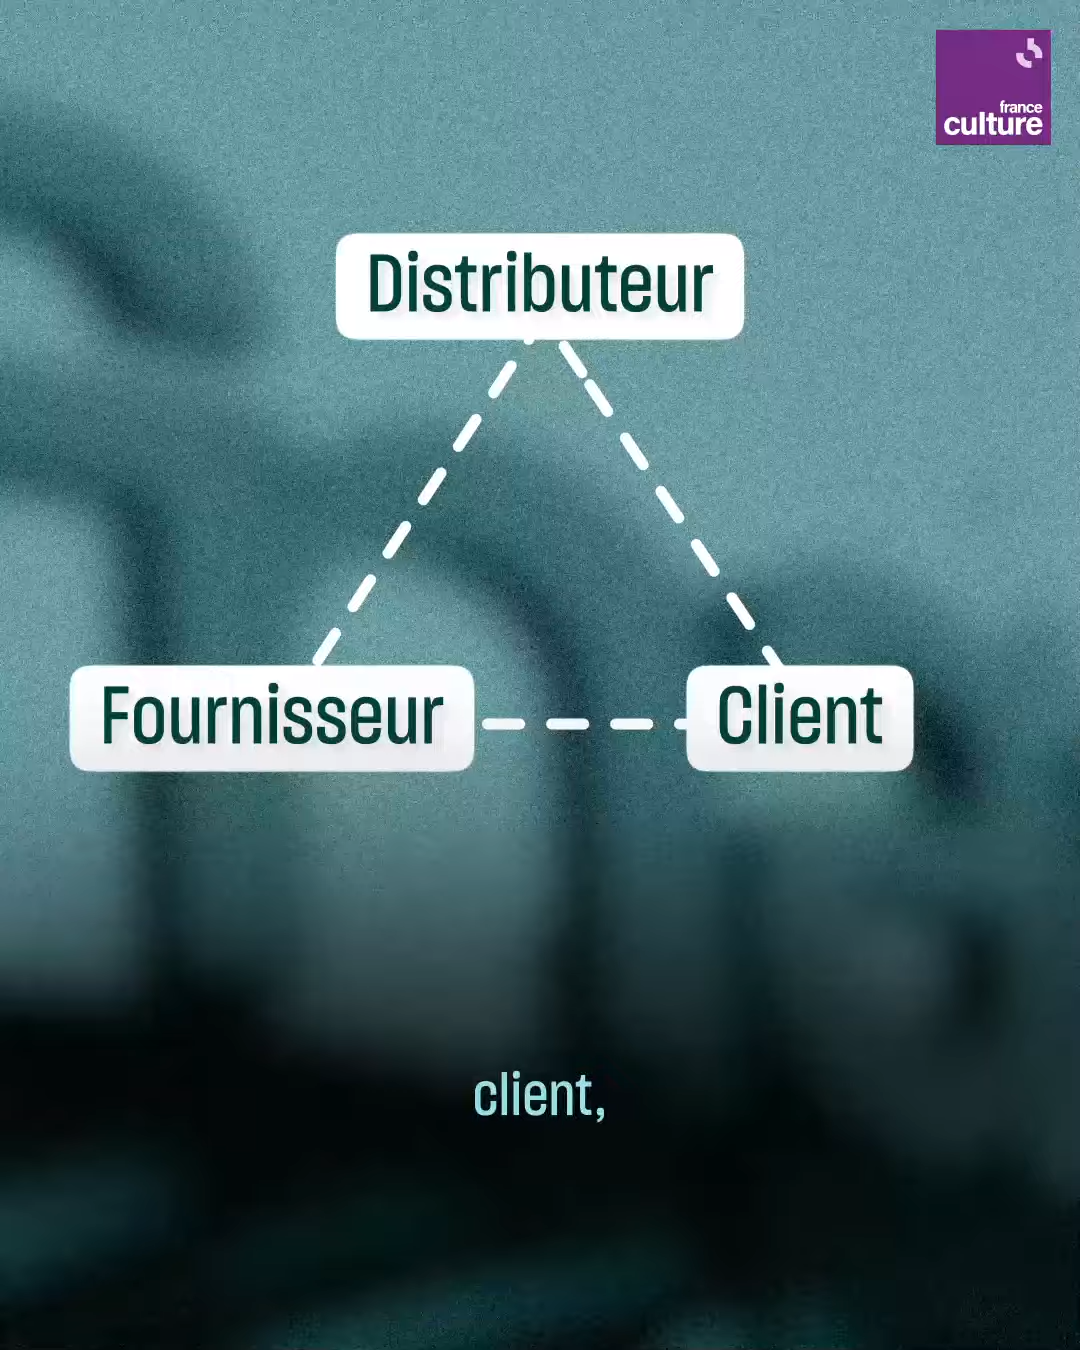 france
culture
Distributeur
Fournisseur
Client
client,